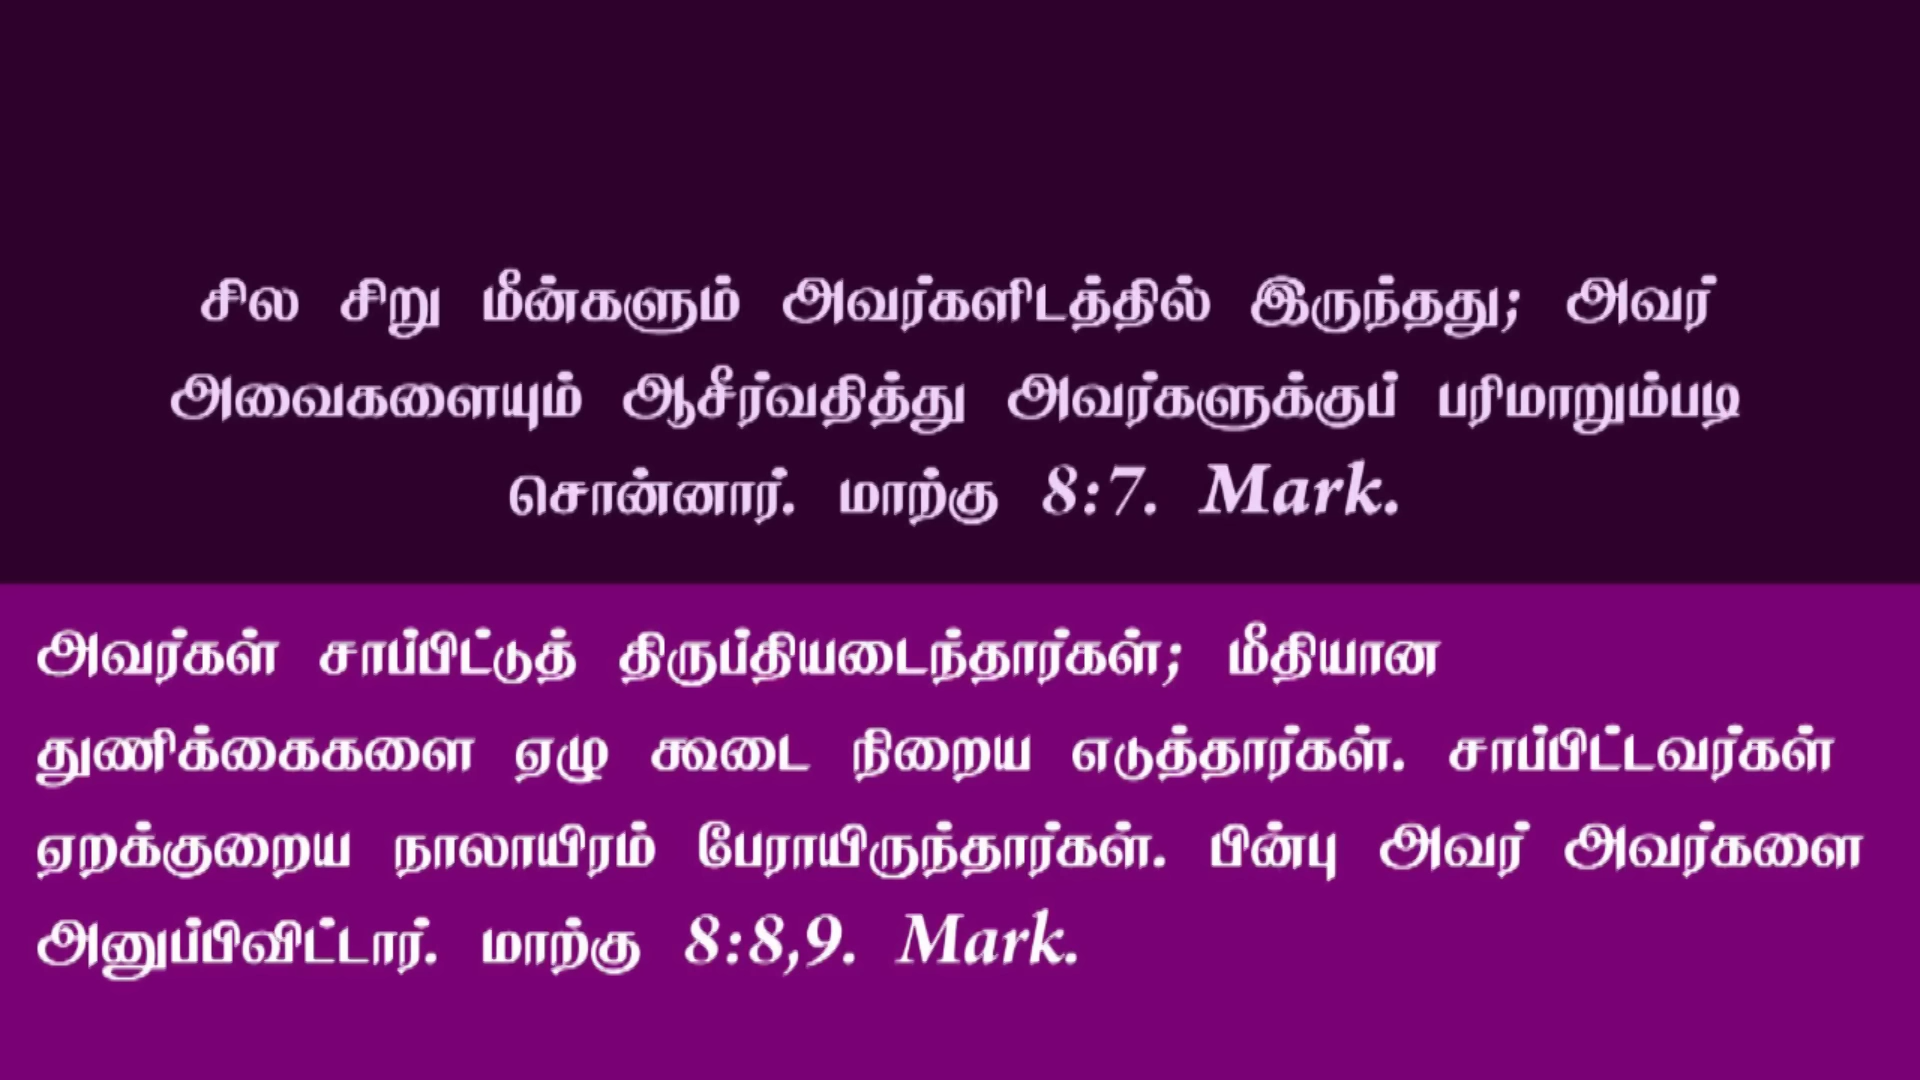 சில சிறு மீன்களும் அவர்களிடத்தில் இருந்தது; அவர்
அவைகளையும் ஆசீர்வதித்து அவர்களுக்குப் பரிமாறும்படி
சொன்னார். மாற்கு 8:7. Mark.
அவர்கள் சாப்பிட்டுத் திருப்தியடைந்தார்கள்; மீதியான
துணிக்கைகளை ஏழு கூடை நிறைய எடுத்தார்கள். சாப்பிட்டவர்கள்
ஏறக்குறைய நாலாயிரம் பேராயிருந்தார்கள். பின்பு அவர் அவர்களை
அனுப்பிவிட்டார். மாற்கு 8:8,9. Mark.